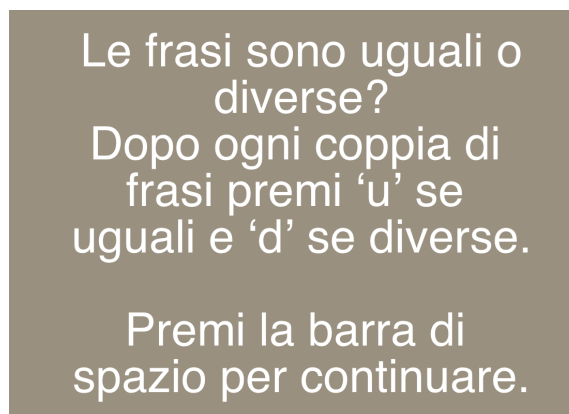 Le frasi sono uguali o
diverse?
Dopo ogni coppia di
frasi premi ‘u’ se
uguali e ‘d’ se diverse.
Premi la barra di
spazio per continuare.